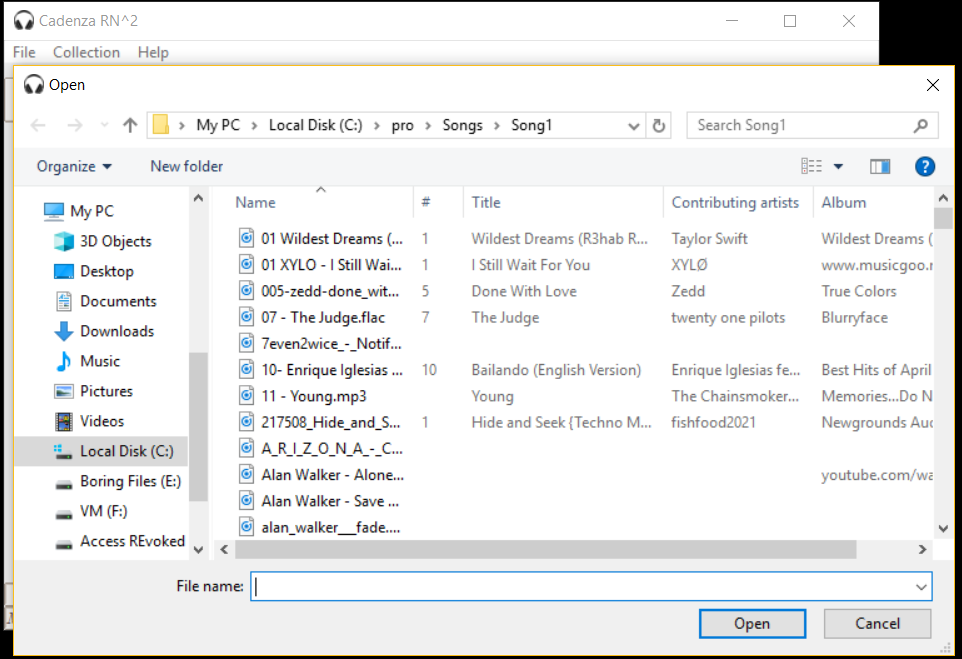 Cadenza RN^2
File Collection Help
Open
My PC > Local Disk (C:) > pro > Songs > Song1
Search Song1
Organize
New folder
?
My PC
3D Objects
Desktop
Documents
Downloads
Music
Pictures
Videos
Local Disk (C:)
Boring Files (E:)
VM (F:)
Access REvoked
Name # Title Contributing artists Album
01 Wildest Dreams (... 1 Wildest Dreams (R3hab R... Taylor Swift Wildest Dreams (
01 XYLO - I Still Wai... 1 I Still Wait For You XYLØ www.musicgoo.r
005-zedd-done_wit... 5 Done With Love Zedd True Colors
07 - The Judge.flac 7 The Judge twenty one pilots Blurryface
7even2wice_-_Notif...
10- Enrique Iglesias ... 10 Bailando (English Version) Enrique Iglesias fe... Best Hits of April
11 - Young.mp3 Young The Chainsmoker... Memories...Do N
217508_Hide_and_S... 1 Hide and Seek {Techno M... fishfood2021 Newgrounds Aud
A_R_I_Z_O_N_A_-_C...
Alan Walker - Alone... youtube.com/wa
Alan Walker - Save ...
alan_walker__fade....
File name:
Open Cancel